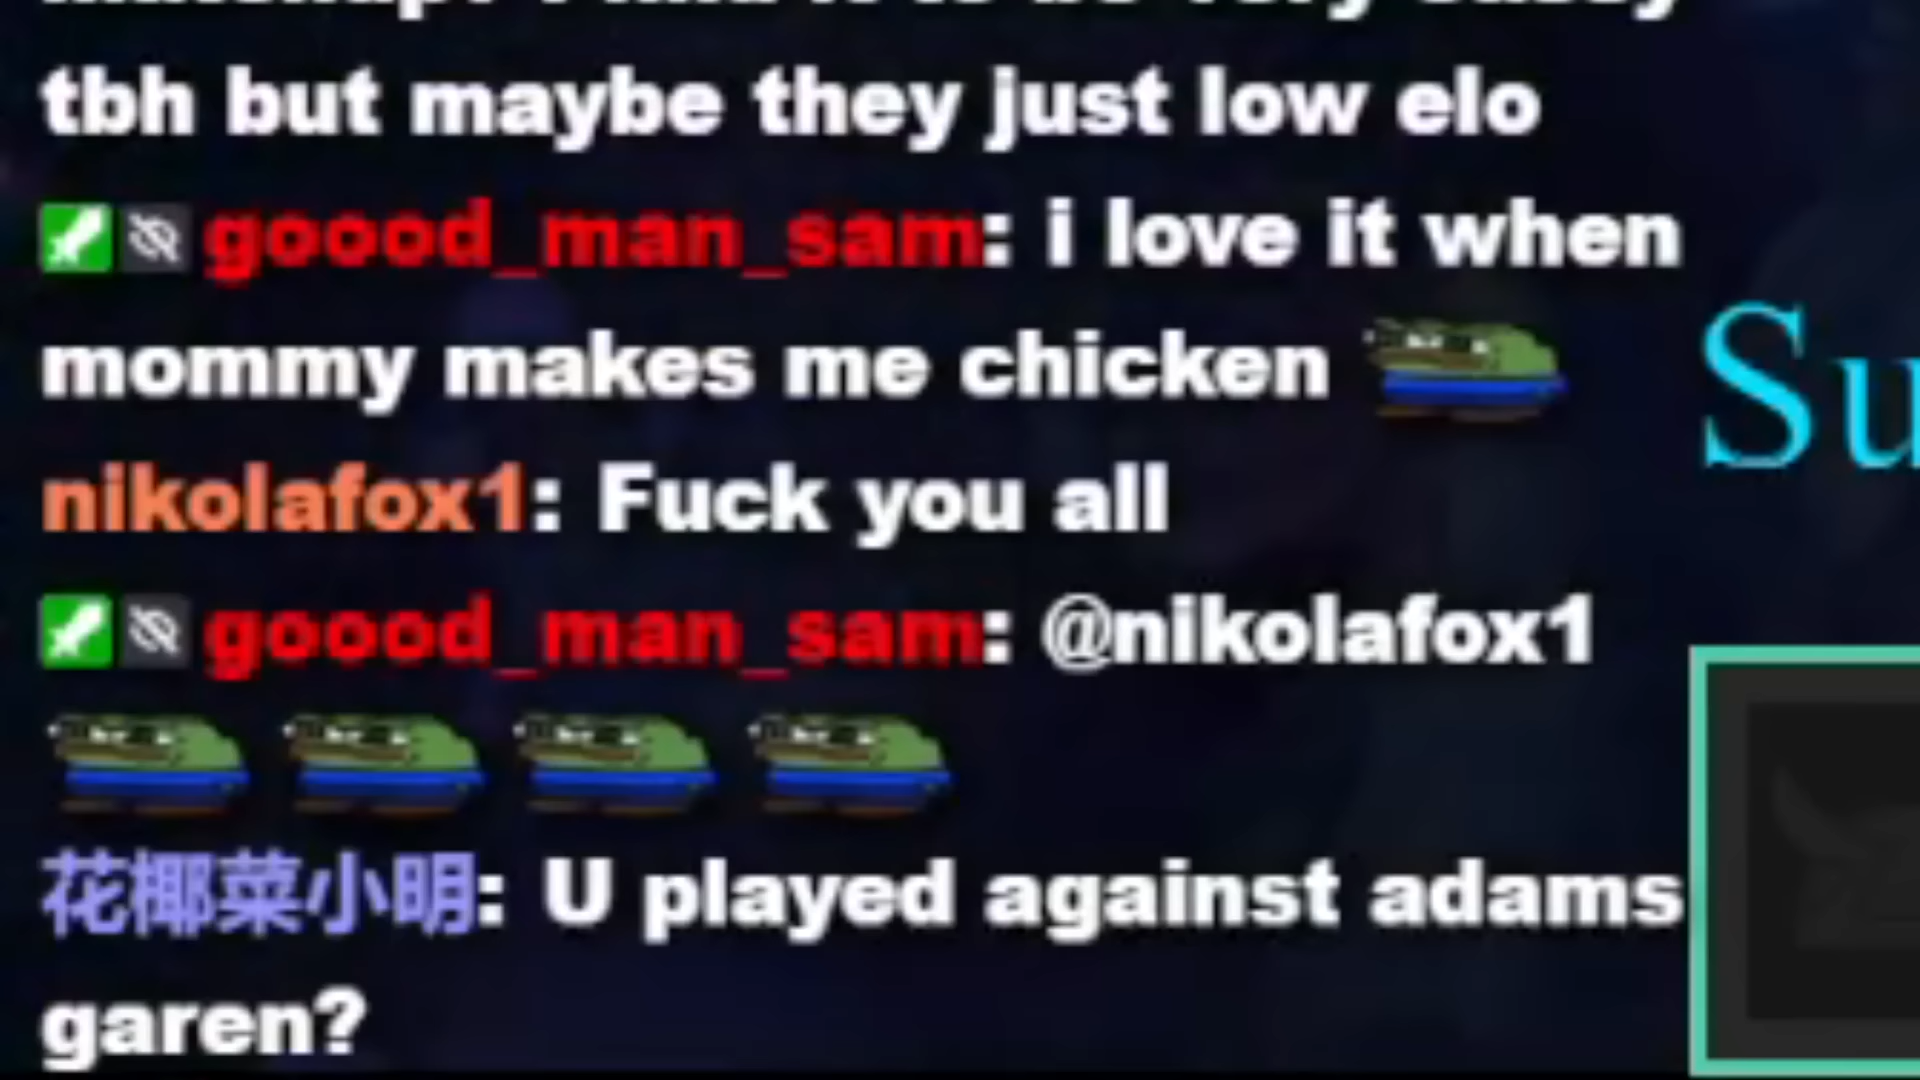 tbh but maybe they just low elo
goood_man_sam: i love it when
mommy makes me chicken
nikolafox1: Fuck you all
goood_man_sam: @nikolafox1
花椰菜小明: U played against adams
garen?
Su